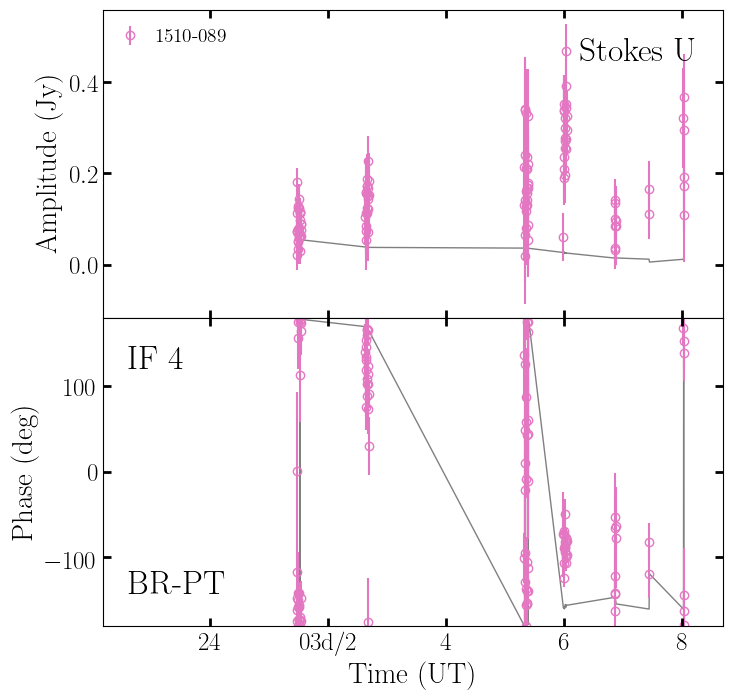 1510-089
Stokes U
0.4
0.2
0.0
Amplitude (Jy)
IF 4
100
0
−100
Phase (deg)
BR-PT
24 03d/2 4 6 8
Time (UT)